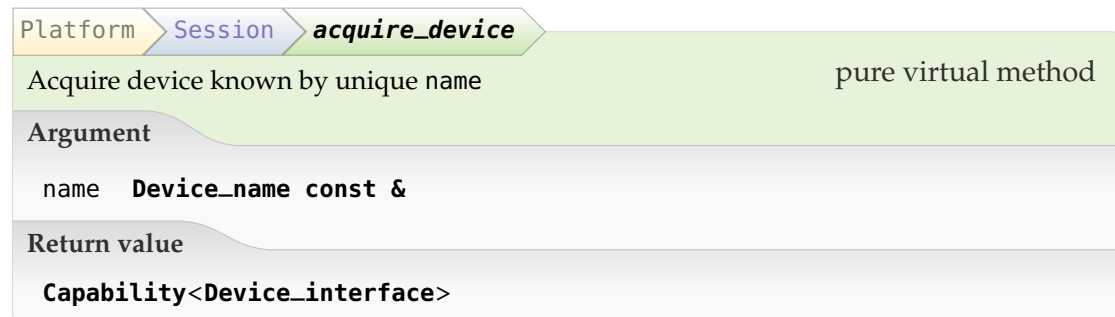 Platform Session acquire_device
Acquire device known by unique name pure virtual method
Argument
name Device_name const &
Return value
Capability<Device_interface>